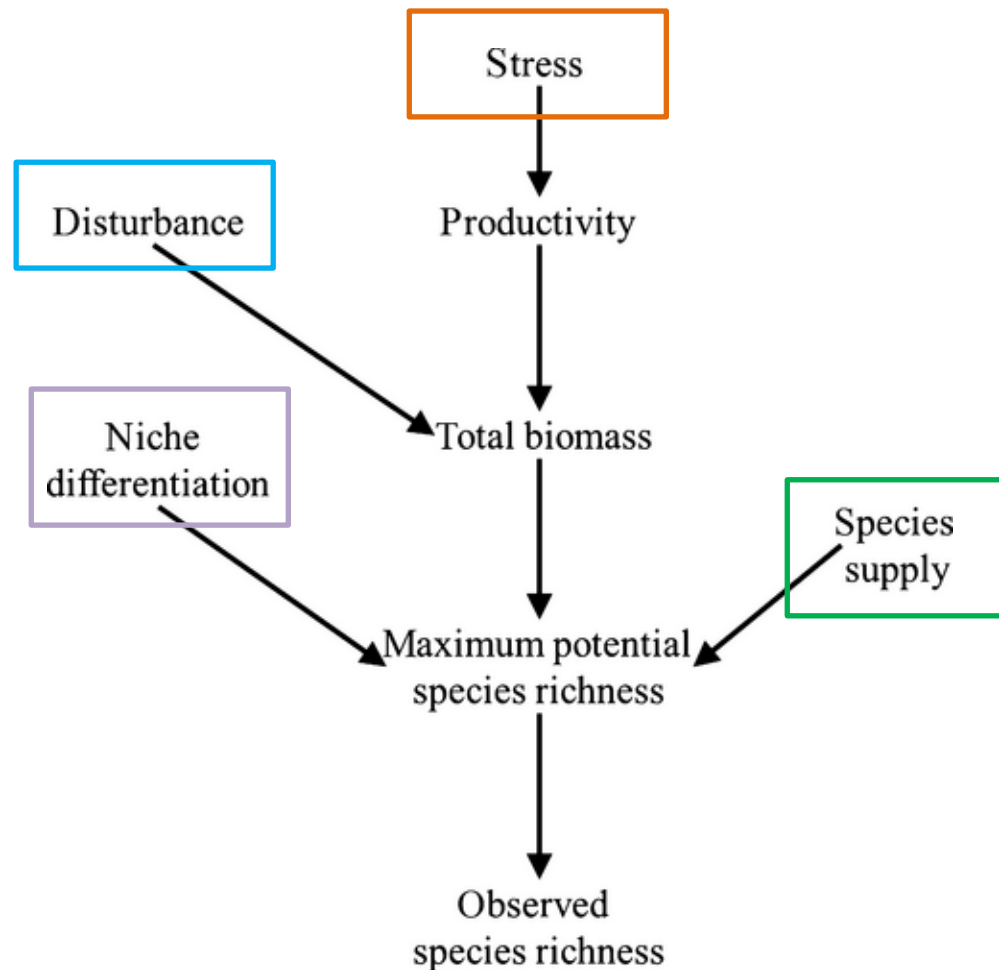 Stress
Disturbance
Productivity
Niche
differentiation
Total biomass
Species
supply
Maximum potential
species richness
Observed
species richness